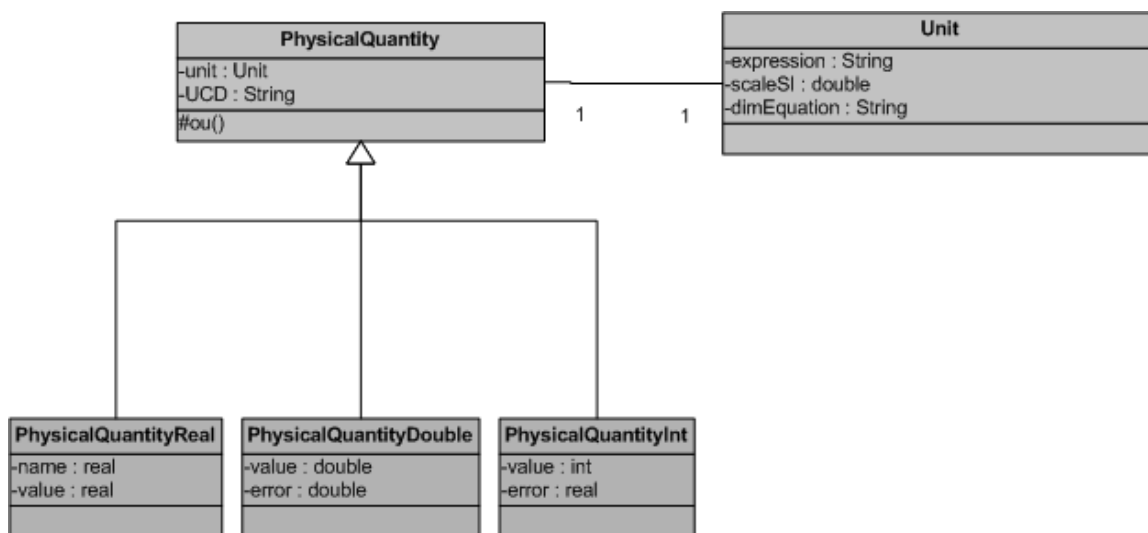 PhysicalQuantity
-unit : Unit
-UCD : String
#ou()
Unit
-expression : String
-scaleSI : double
-dimEquation : String
1
1
PhysicalQuantityReal
-name : real
-value : real
PhysicalQuantityDouble
-value : double
-error : double
PhysicalQuantityInt
-value : int
-error : real